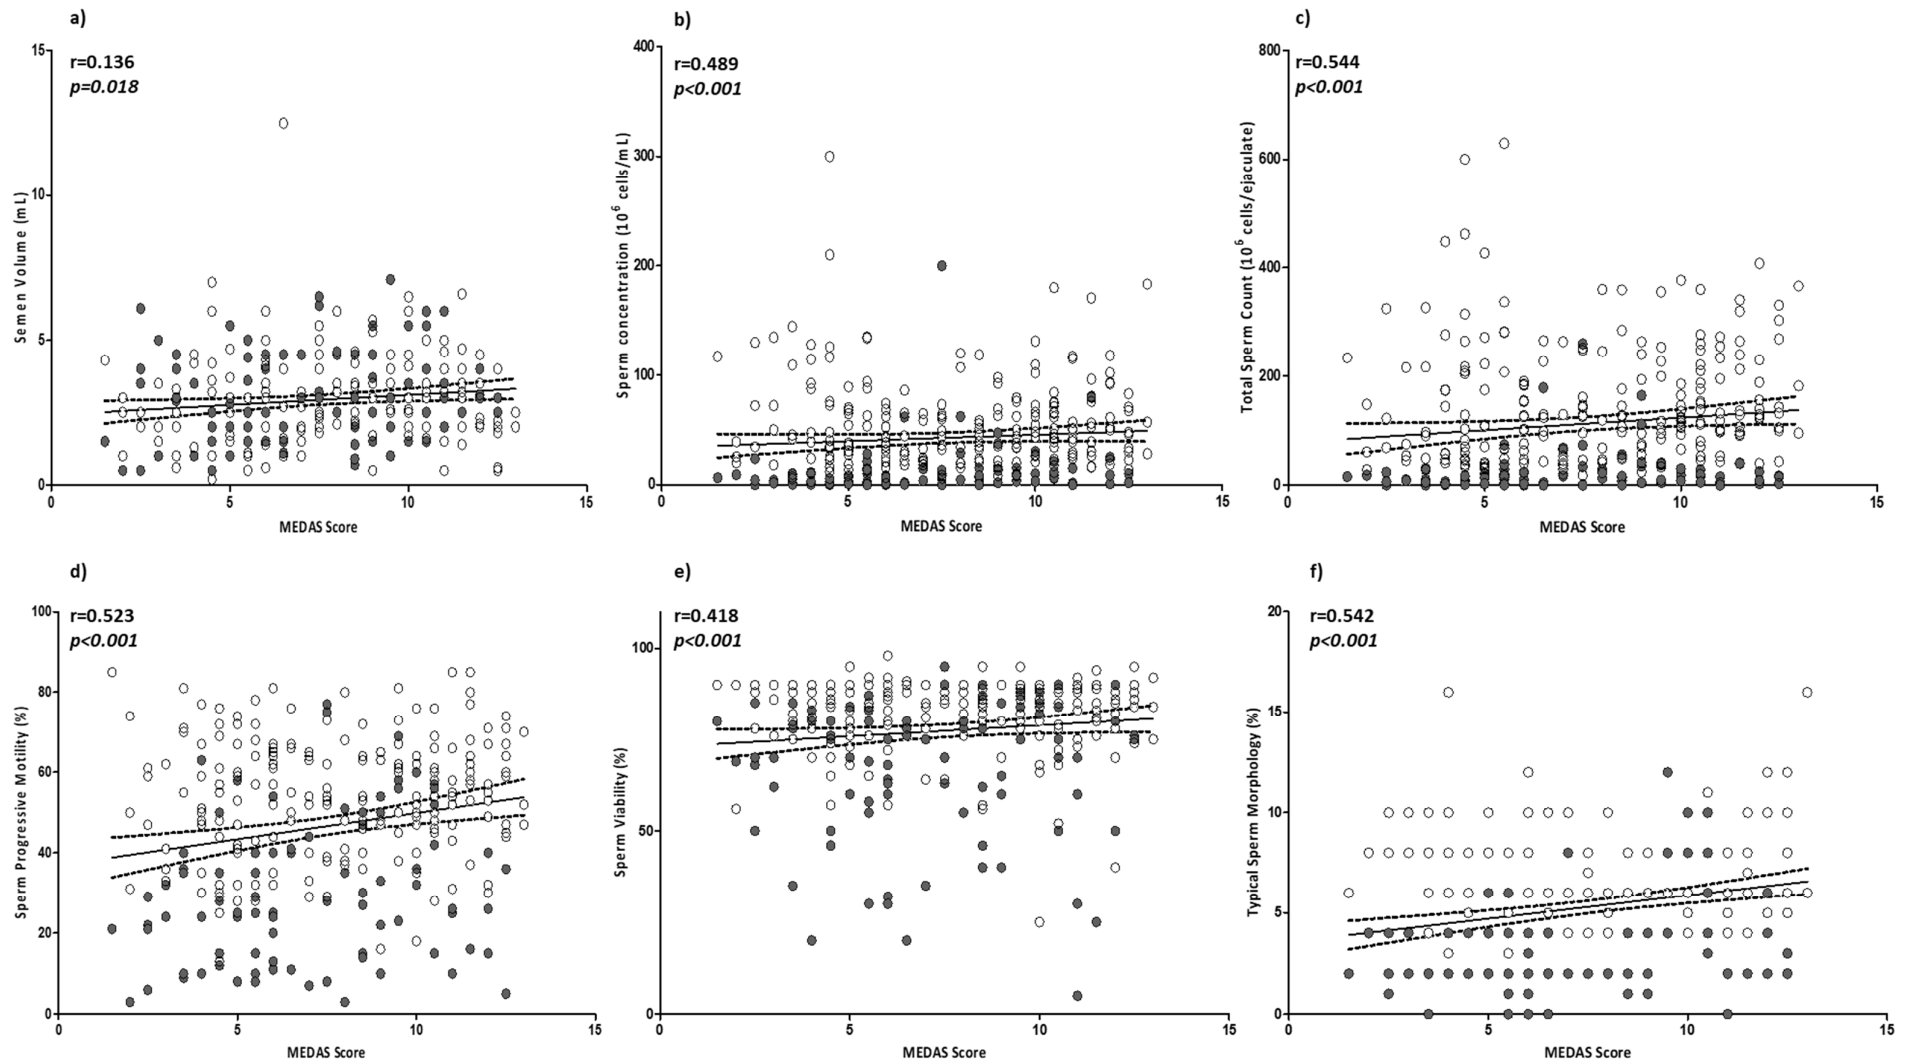 a)
r=0.136
p=0.018
15
10
5
0
0
5
10
15
Semen Volume (mL)
MEDAS Score
b)
r=0.489
p<0.001
400
300
200
100
0
0
5
10
15
Sperm concentration (10⁶ cells/mL)
MEDAS Score
c)
r=0.544
p<0.001
800
600
400
200
0
0
5
10
15
Total Sperm Count (10⁶ cells/ejaculate)
MEDAS Score
d)
r=0.523
p<0.001
100
80
60
40
20
0
0
5
10
15
Sperm Progressive Motility (%)
MEDAS Score
e)
r=0.418
p<0.001
100
50
0
0
5
10
15
Sperm Viability (%)
MEDAS Score
f)
r=0.542
p<0.001
20
15
10
5
0
0
5
10
15
Typical Sperm Morphology (%)
MEDAS Score